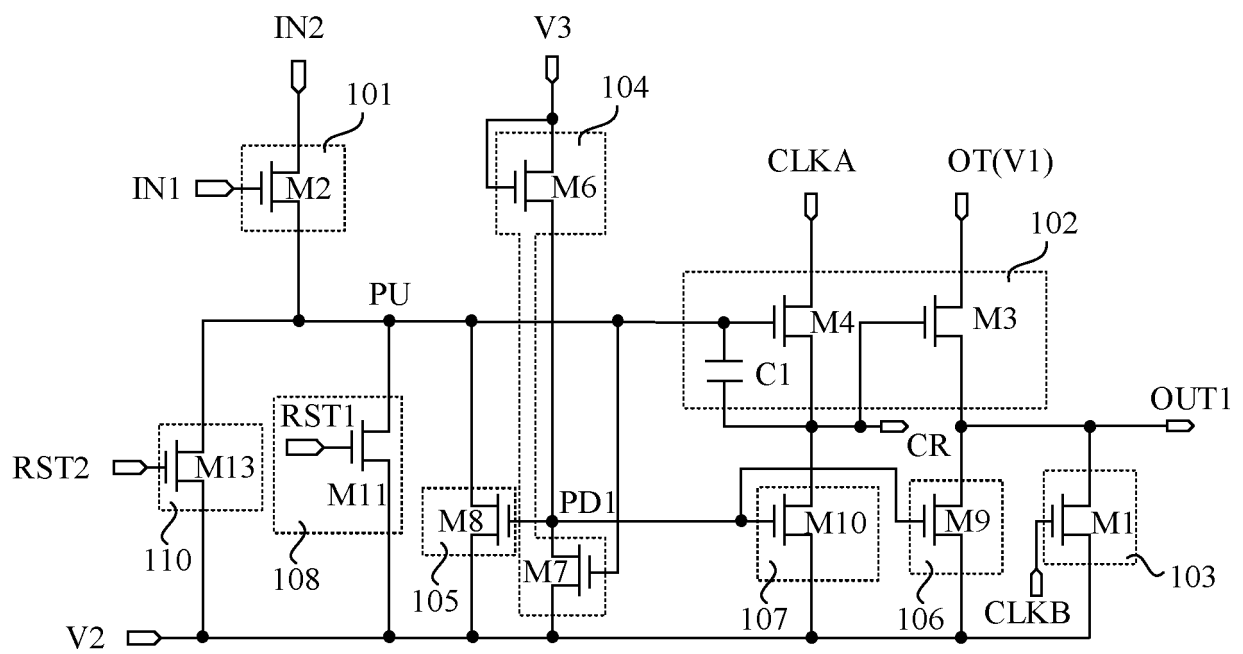 IN2
V3
101
104
CLKA
OT(V1)
IN1
M2
M6
102
PU
M4
M3
C1
RST1
OUT1
CR
RST2
M13
M11
M8
PD1
M10
M9
M1
110
108
105
M7
107
106
CLKB
103
V2